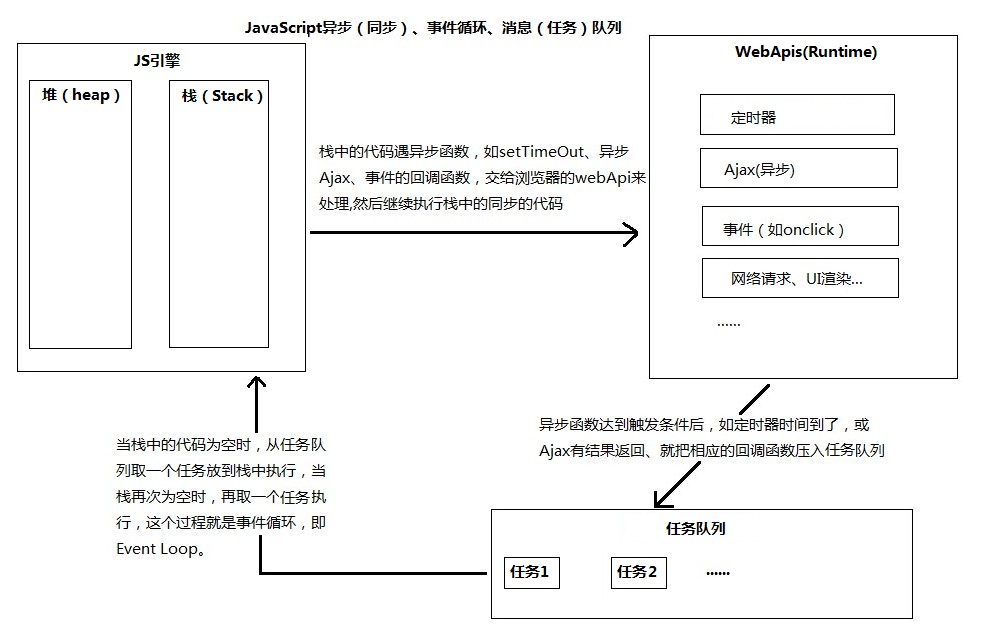 JavaScript异步（同步）、事件循环、消息（任务）队列
JS引擎
堆（heap）
栈（Stack）
栈中的代码遇异步函数，如setTimeOut、异步
Ajax、事件的回调函数，交给浏览器的webApi来
处理,然后继续执行栈中的同步的代码
WebApis(Runtime)
定时器
Ajax(异步)
事件（如onclick）
网络请求、UI渲染...
......
异步函数达到触发条件后，如定时器时间到了，或
Ajax有结果返回、就把相应的回调函数压入任务队列
任务队列
任务1
任务2
......
当栈中的代码为空时，从任务队
列取一个任务放到栈中执行，当
栈再次为空时，再取一个任务执
行，这个过程就是事件循环，即
Event Loop。